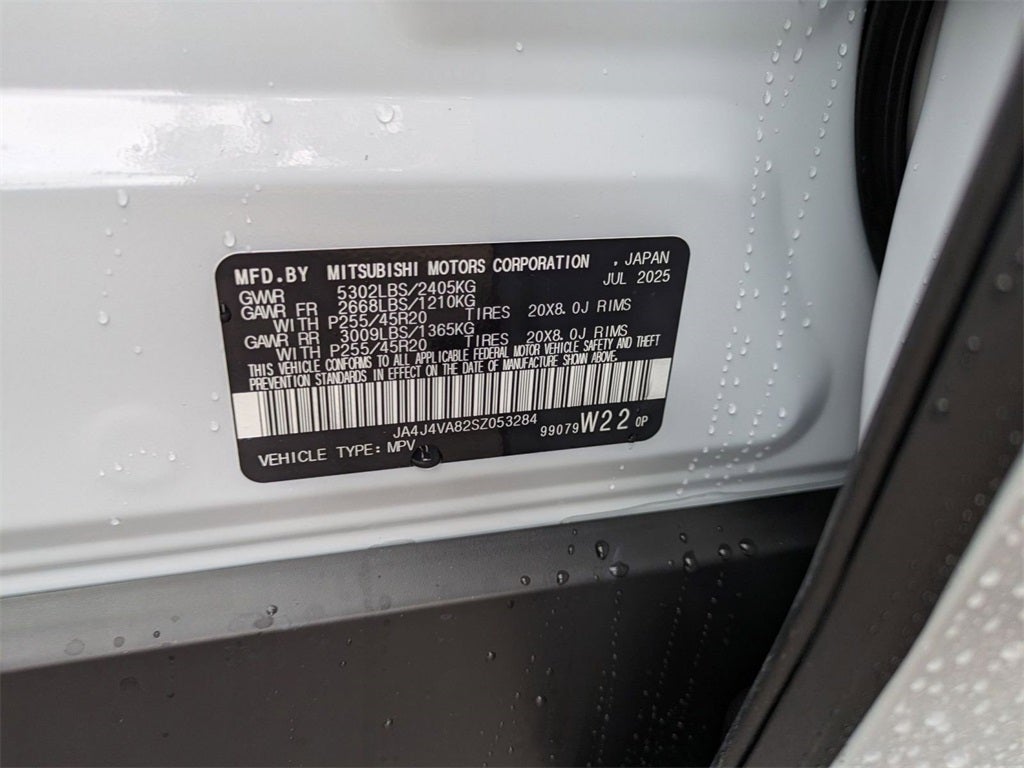 MFD.BY MITSUBISHI MOTORS CORPORATION , JAPAN
JUL 2025
GVWR 5302LBS/2405KG
GAWR FR 2668LBS/1210KG
WITH P255/45R20 TIRES 20X8.0J RIMS
GAWR RR 3009LBS/1365KG
WITH P255/45R20 TIRES 20X8.0J RIMS
THIS VEHICLE CONFORMS TO ALL APPLICABLE FEDERAL MOTOR VEHICLE SAFETY AND THEFT
PREVENTION STANDARDS IN EFFECT ON THE DATE OF MANUFACTURE SHOWN ABOVE.
JA4J4VA82SZ053284
VEHICLE TYPE: MPV 99079 W22 0P